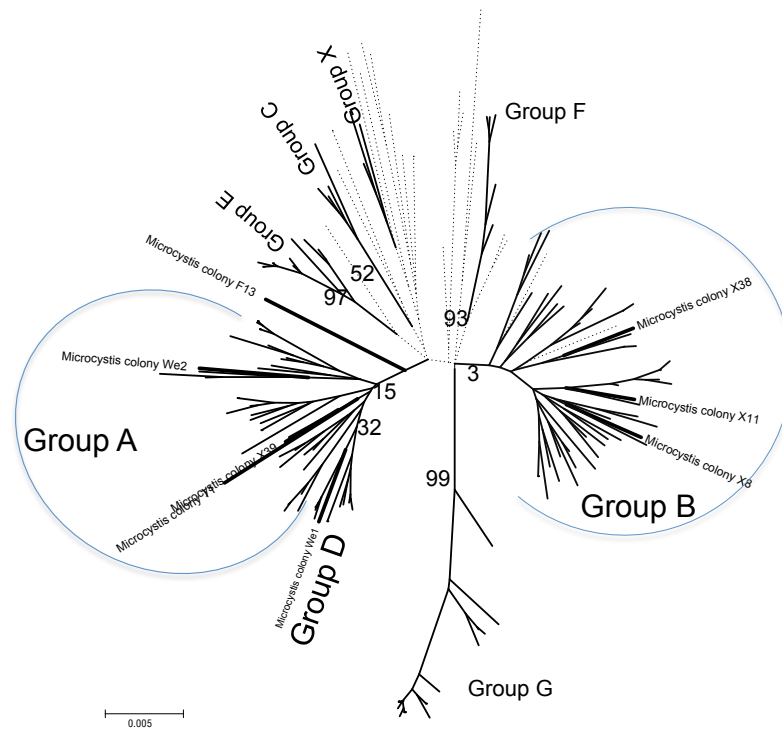 Group X
Group F
Group C
Group E
Microcystis colony F13
52
97
93
Microcystis colony X38
Microcystis colony We2
3
15
Microcystis colony X11
32
Group A
Microcystis colony X39
Microcystis colony X8
99
Group B
Microcystis colony
Microcystis colony We1
Group D
Group G
0.005